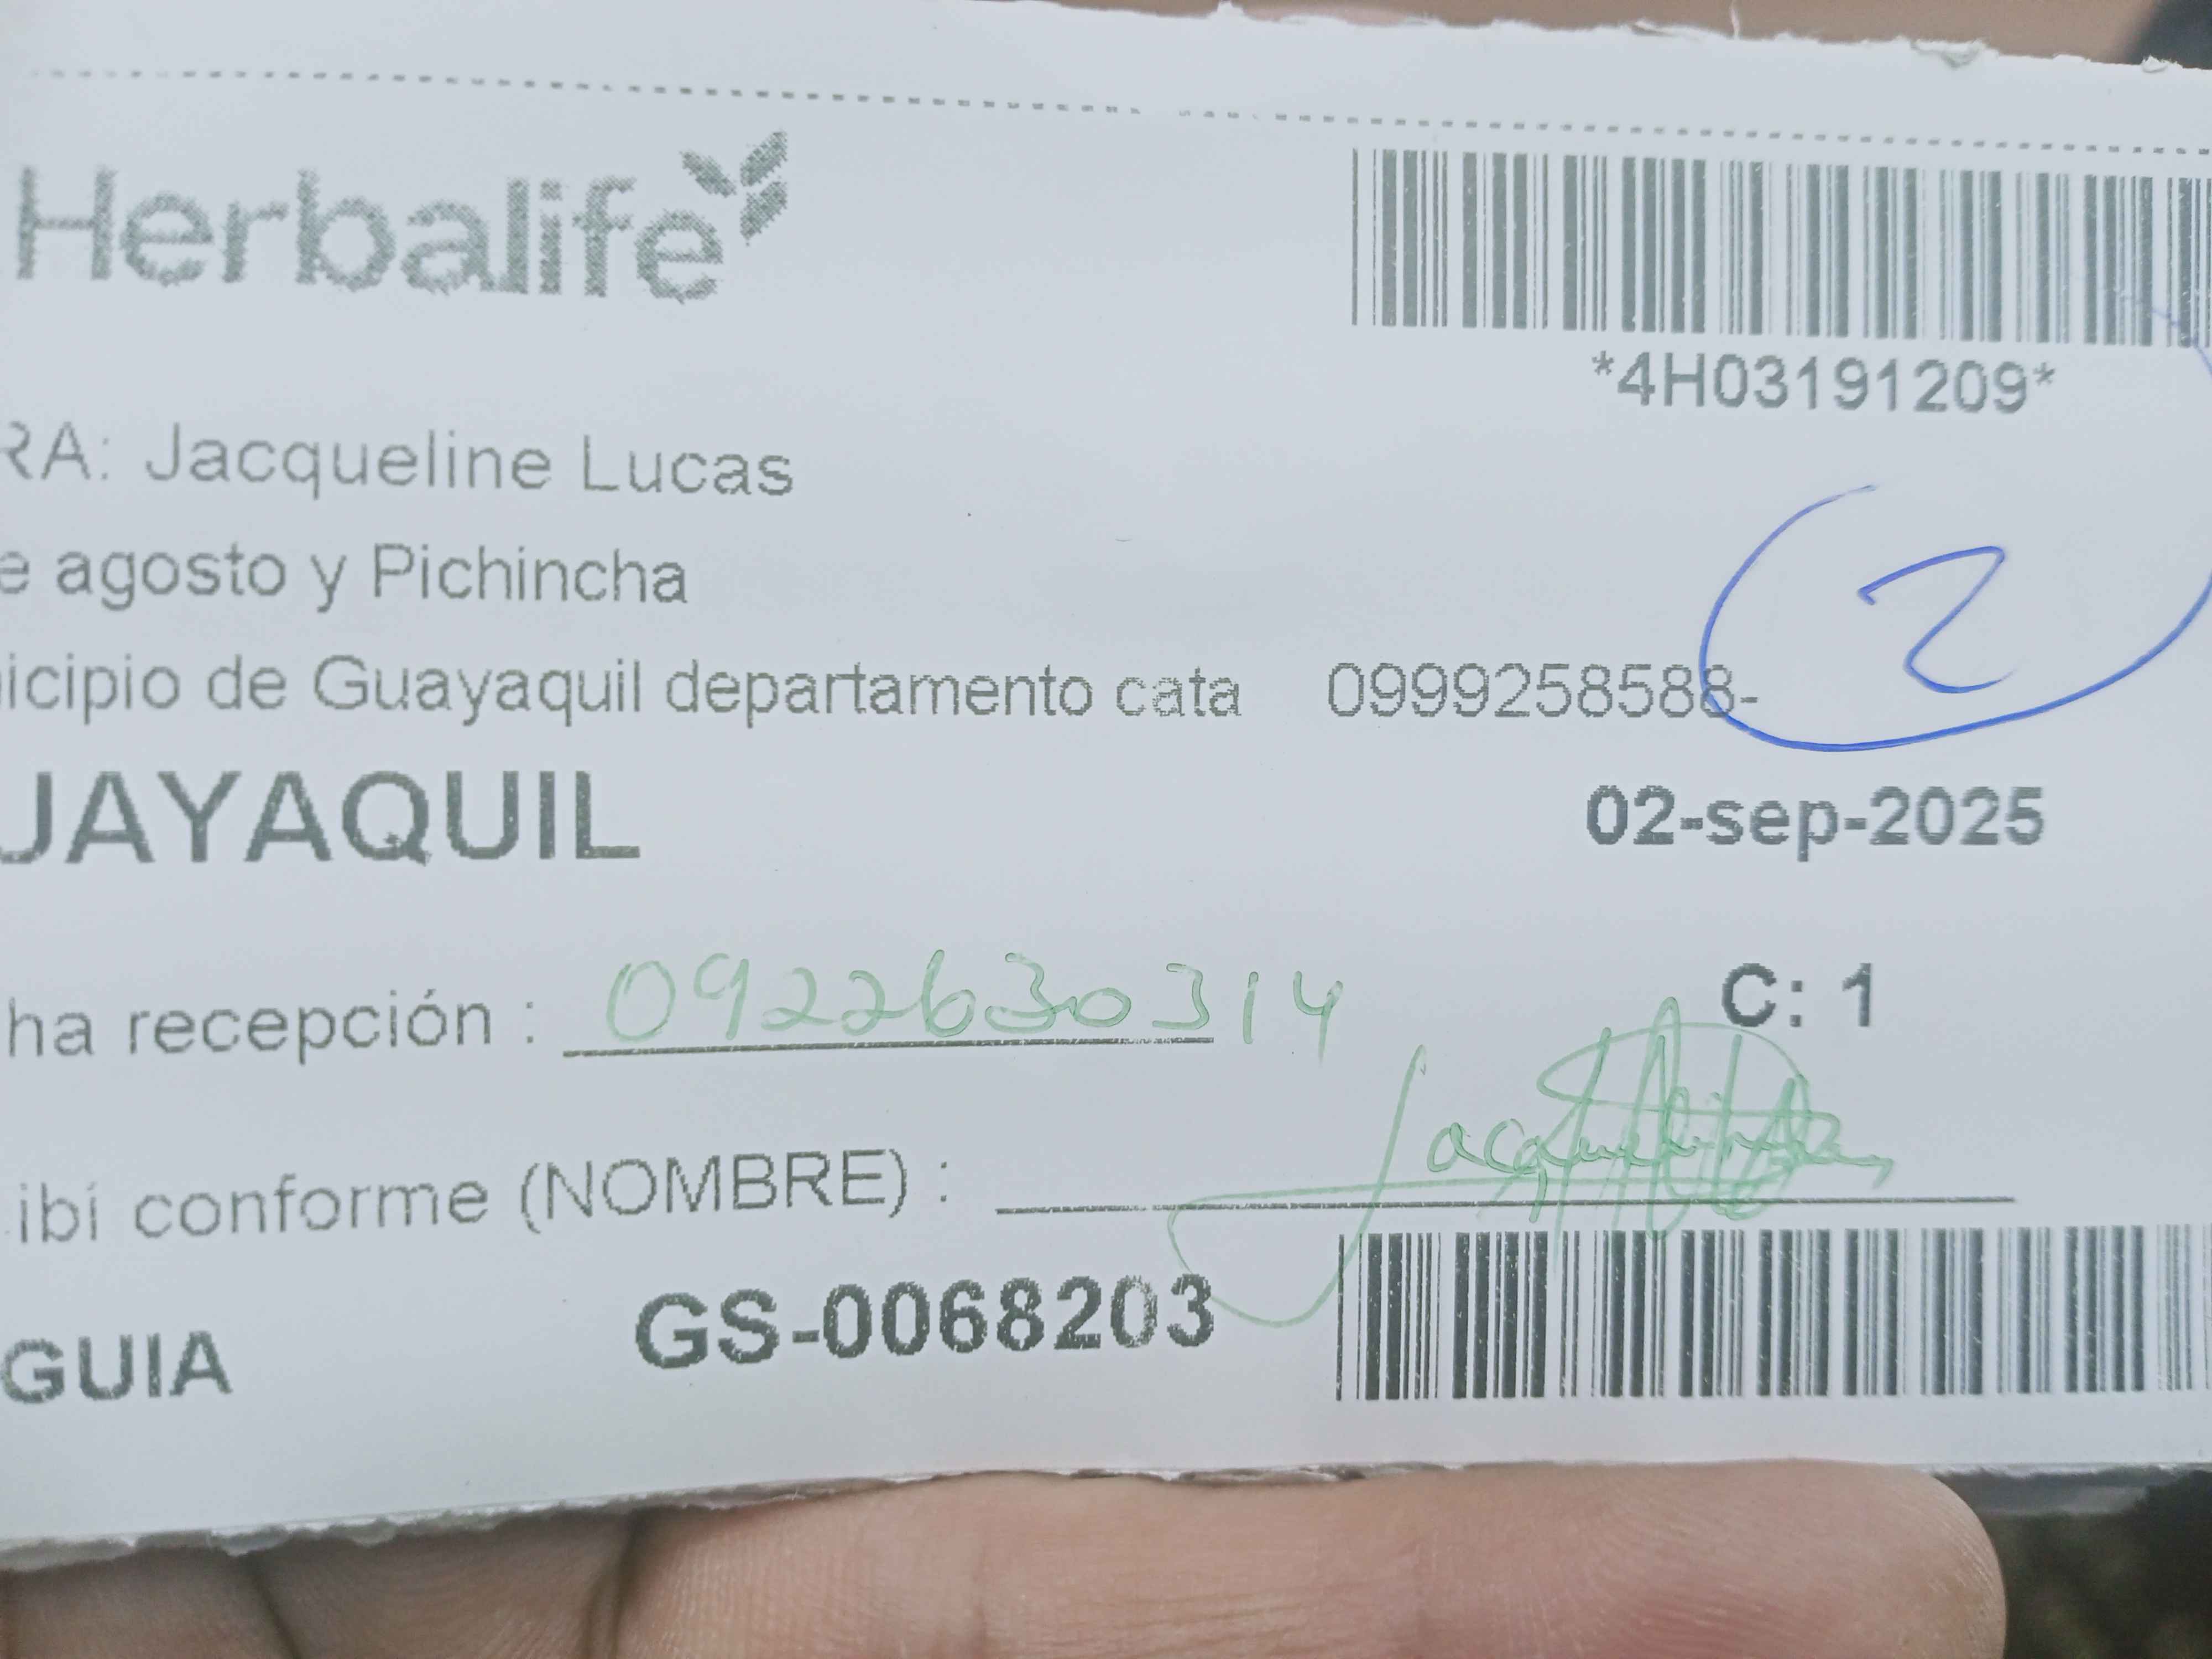 Herbalife
*4H03191209*
RA: Jacqueline Lucas
e agosto y Pichincha
2
icipio de Guayaquil departamento cata 0999258588-
JAYAQUIL
02-sep-2025
ha recepción : 0922630314
C: 1
ibí conforme (NOMBRE) :
GUIA GS-0068203